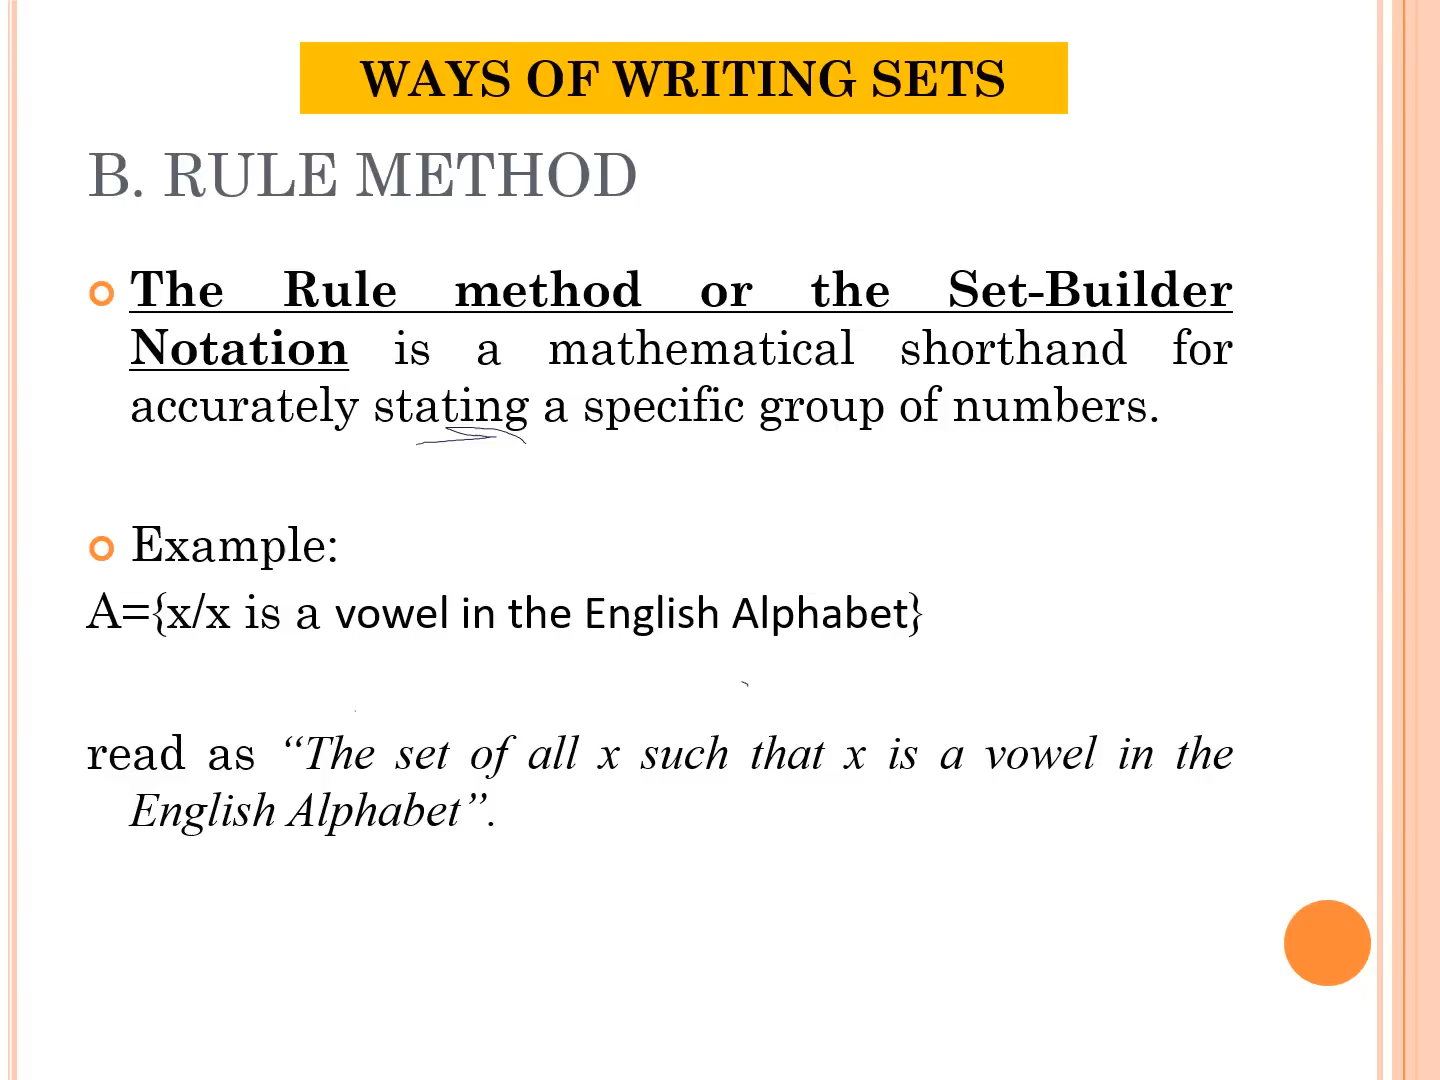 WAYS OF WRITING SETS
B. RULE METHOD
The Rule method or the Set-Builder
Notation is a mathematical shorthand for
accurately stating a specific group of numbers.
Example:
A={x/x is a vowel in the English Alphabet}
read as “The set of all x such that x is a vowel in the
English Alphabet”.